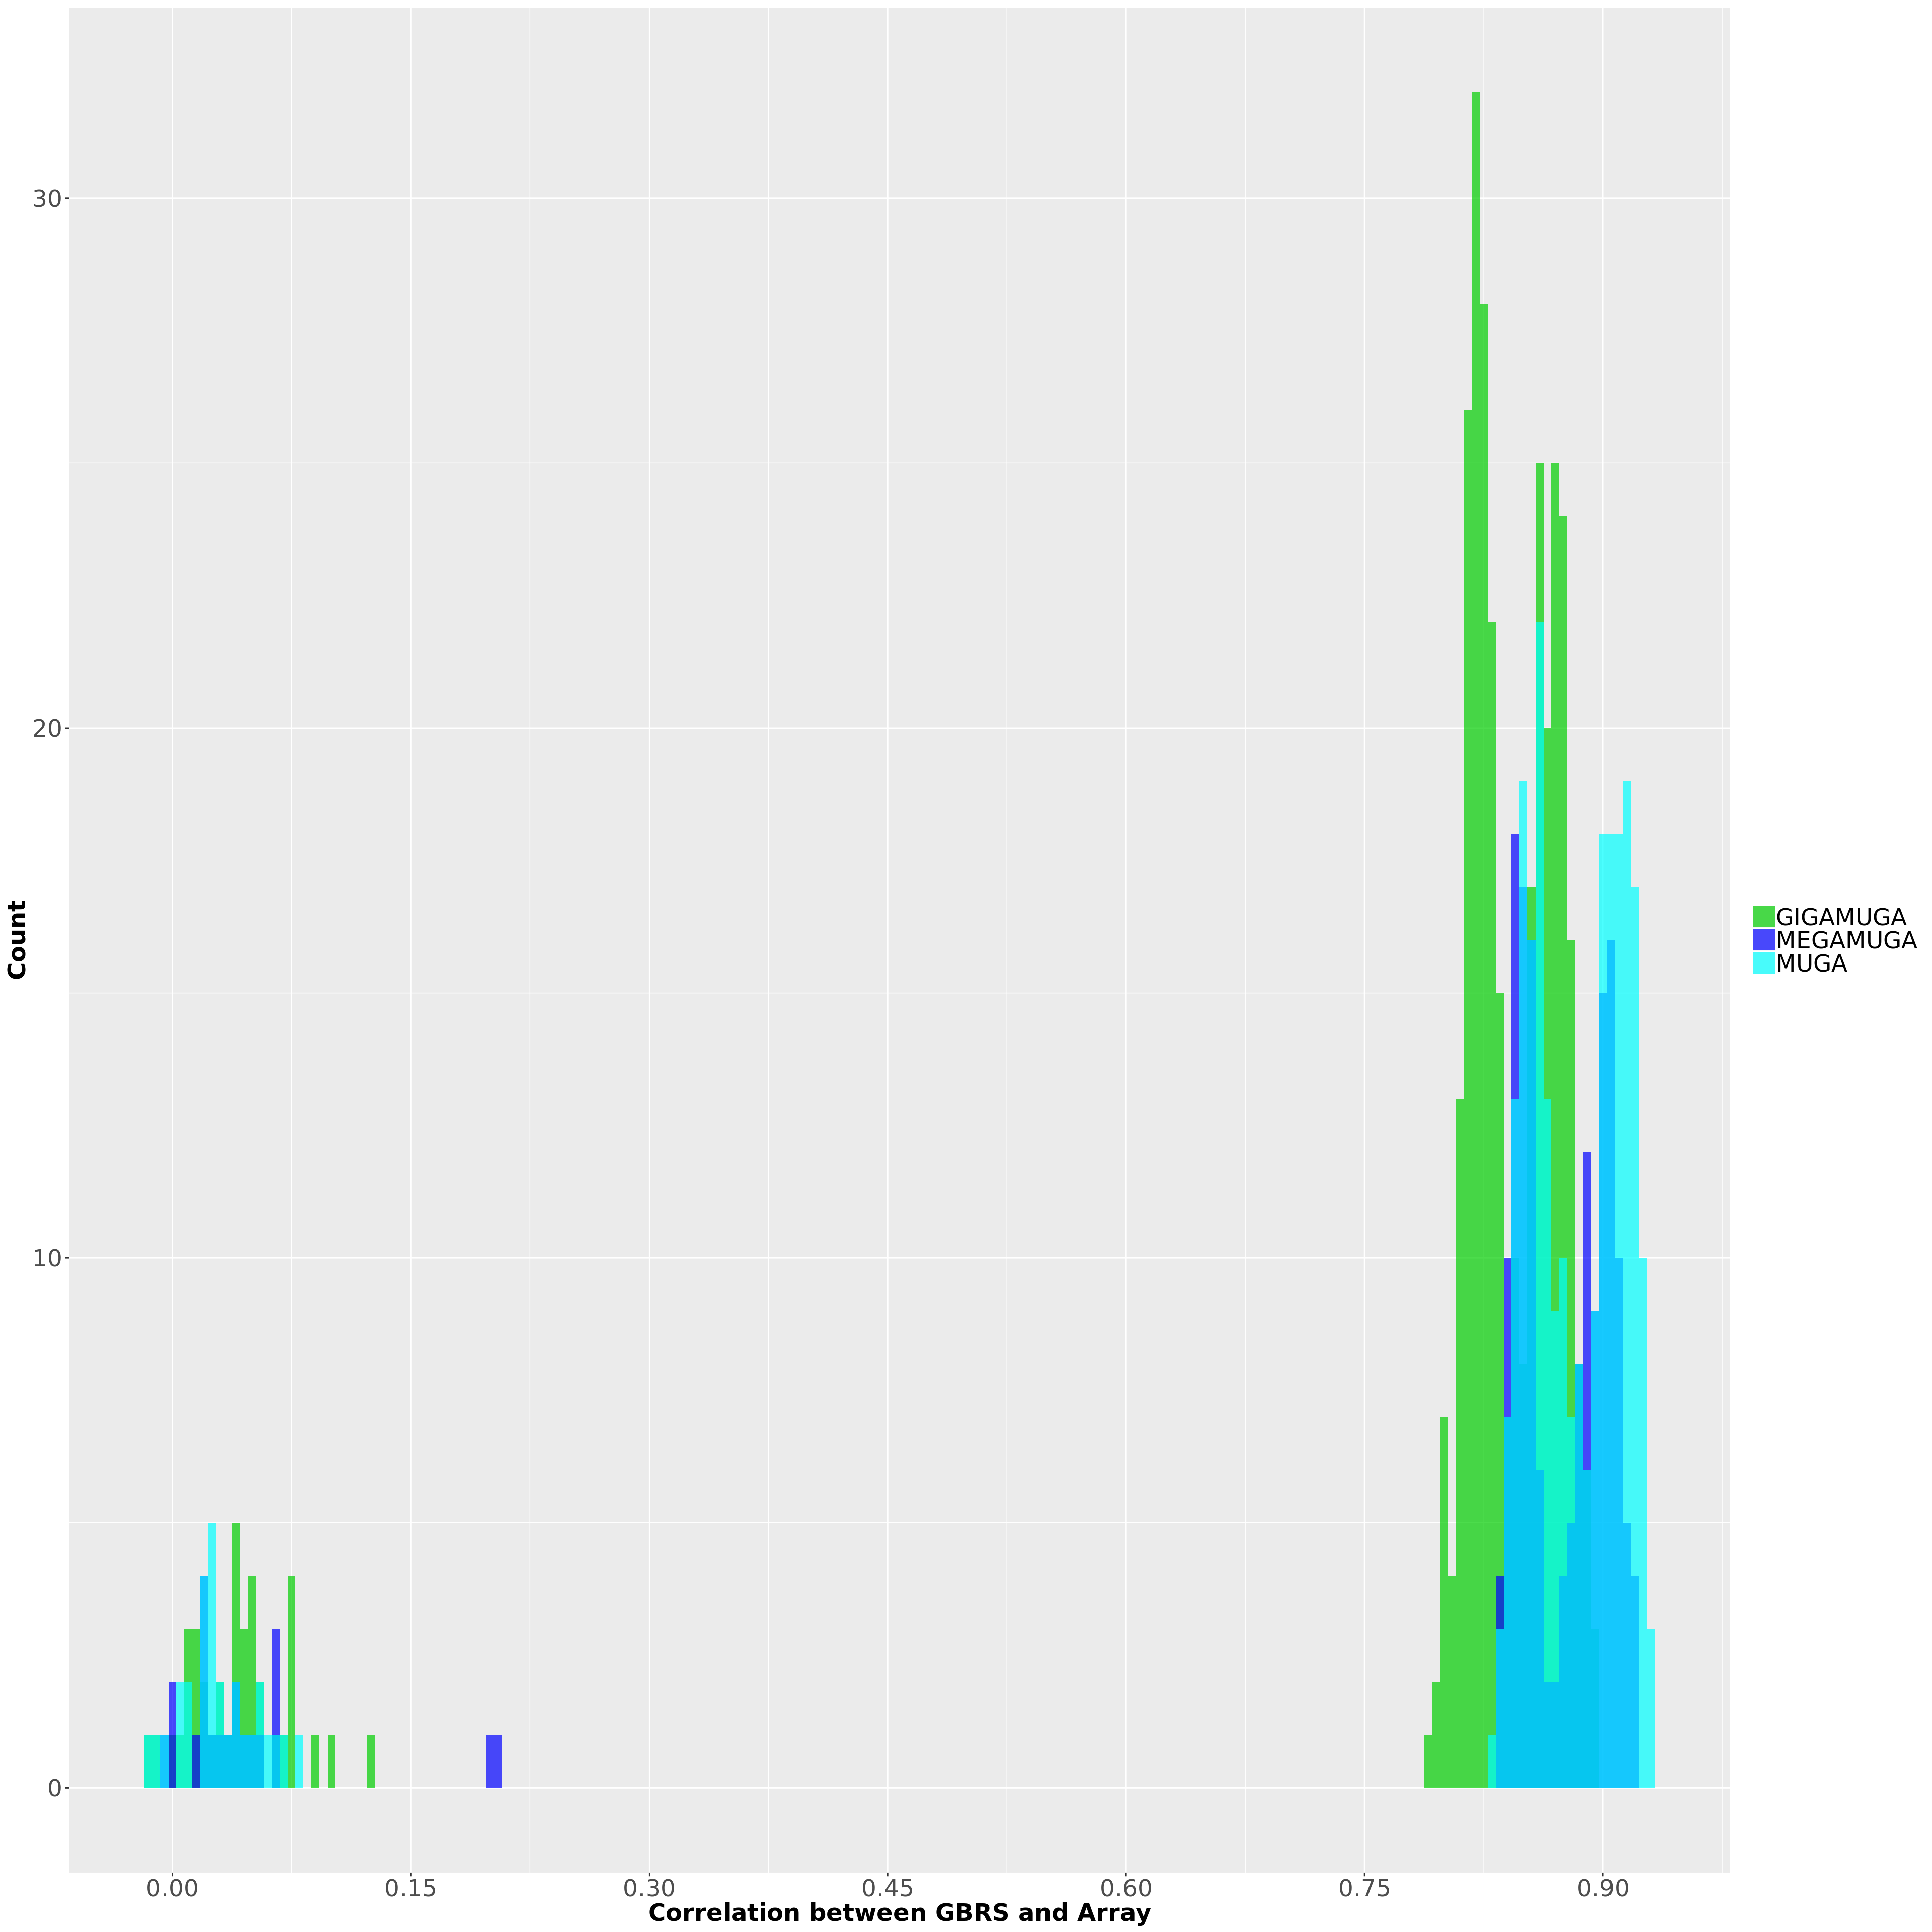 30
20
10
0
Count
0.00 0.15 0.30 0.45 0.60 0.75 0.90
Correlation between GBRS and Array
GIGAMUGA
MEGAMUGA
MUGA